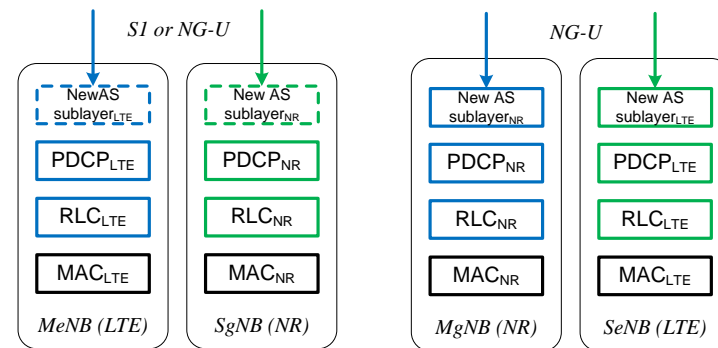 S1 or NG-U
NewAS
sublayerLTE
PDCPLTE
RLCLTE
MACLTE
MeNB (LTE)
New AS
sublayerNR
PDCPNR
RLCNR
MACNR
SgNB (NR)
NG-U
New AS
sublayerNR
PDCPNR
RLCNR
MACNR
MgNB (NR)
New AS
sublayerLTE
PDCPLTE
RLCLTE
MACLTE
SeNB (LTE)